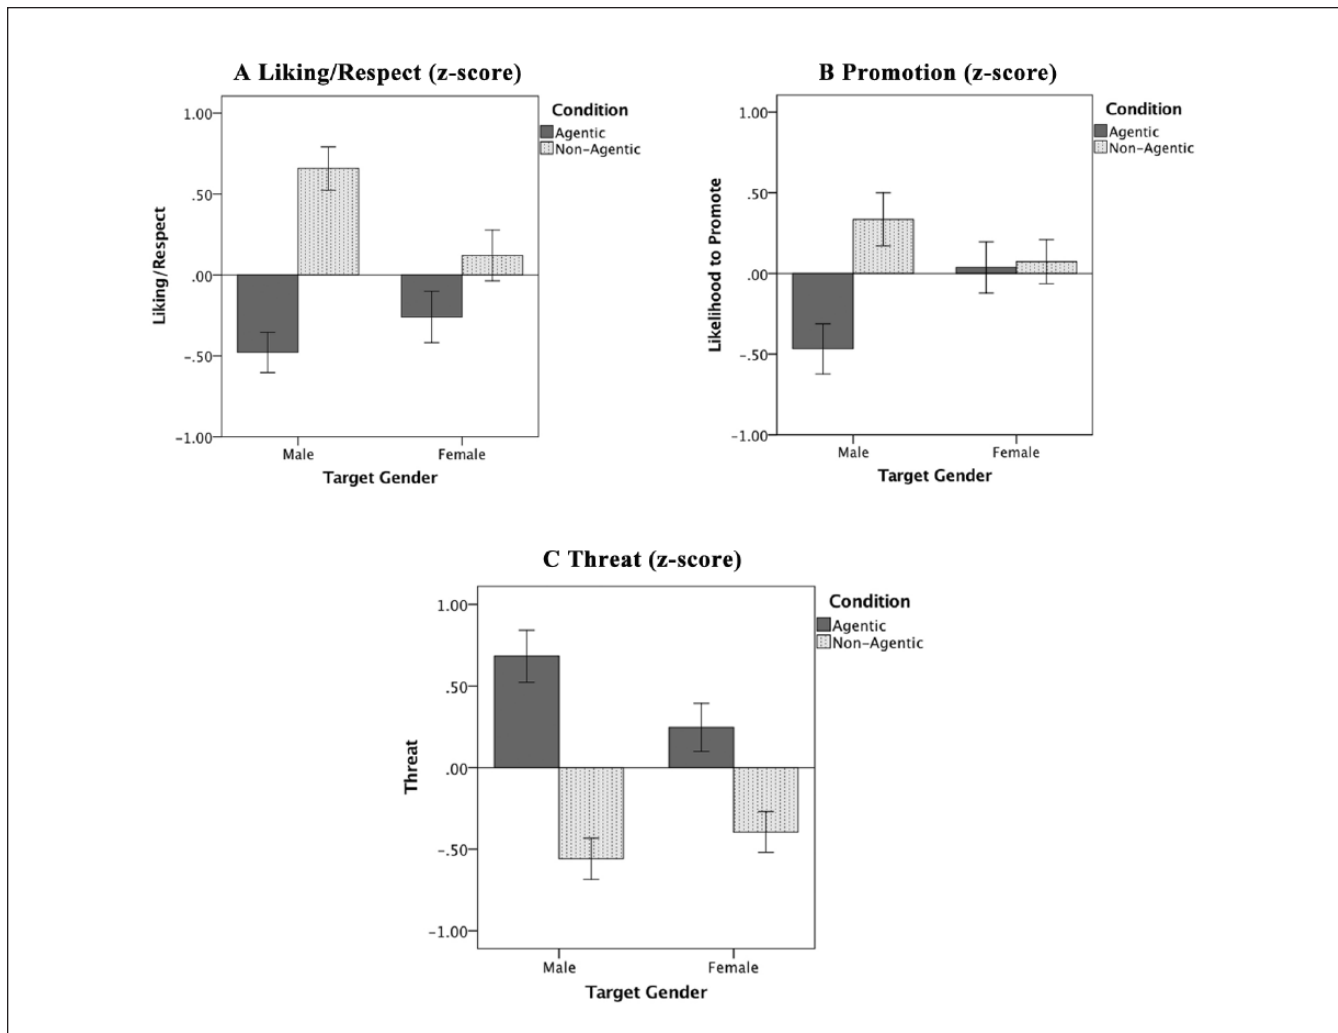 A Liking/Respect (z-score)
Condition
Agentic
Non-Agentic
1.00
.50
.00
-.50
-1.00
Liking/Respect
Male
Female
Target Gender
B Promotion (z-score)
Condition
Agentic
Non-Agentic
1.00
.50
.00
-.50
-1.00
Likelihood to Promote
Male
Female
Target Gender
C Threat (z-score)
Condition
Agentic
Non-Agentic
1.00
.50
.00
-.50
-1.00
Threat
Male
Female
Target Gender